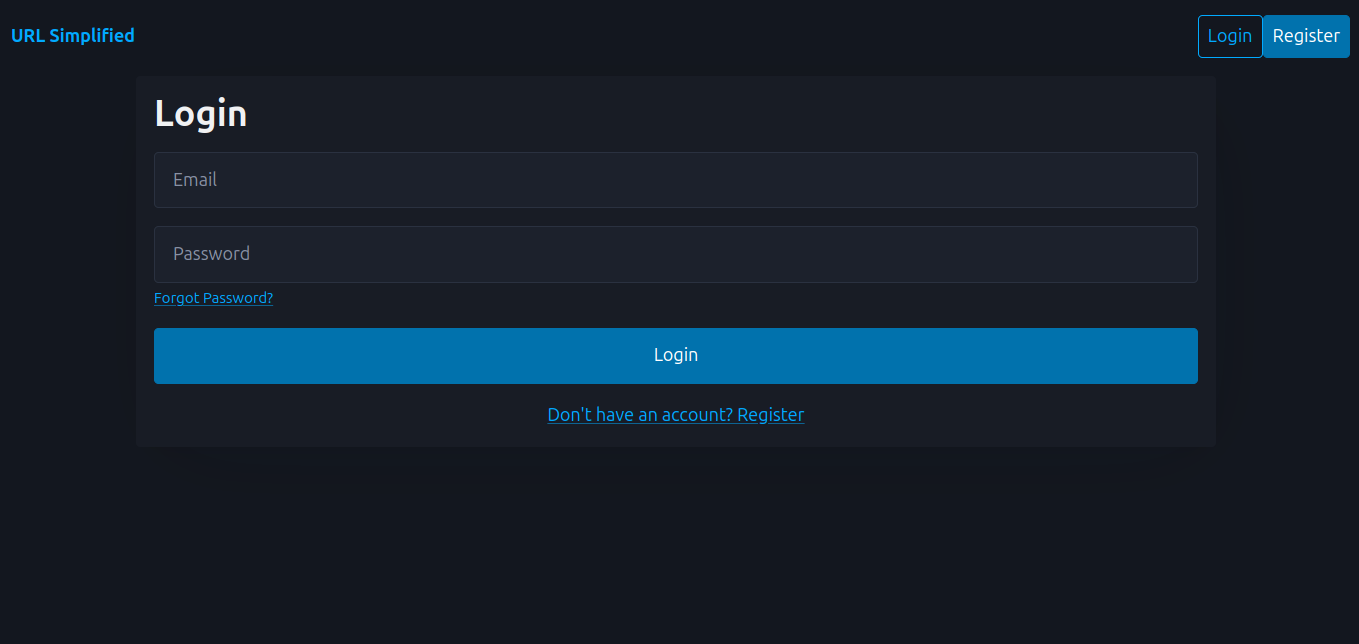 URL Simplified
Login
Register
Login
Email
Password
Forgot Password?
Login
Don't have an account? Register